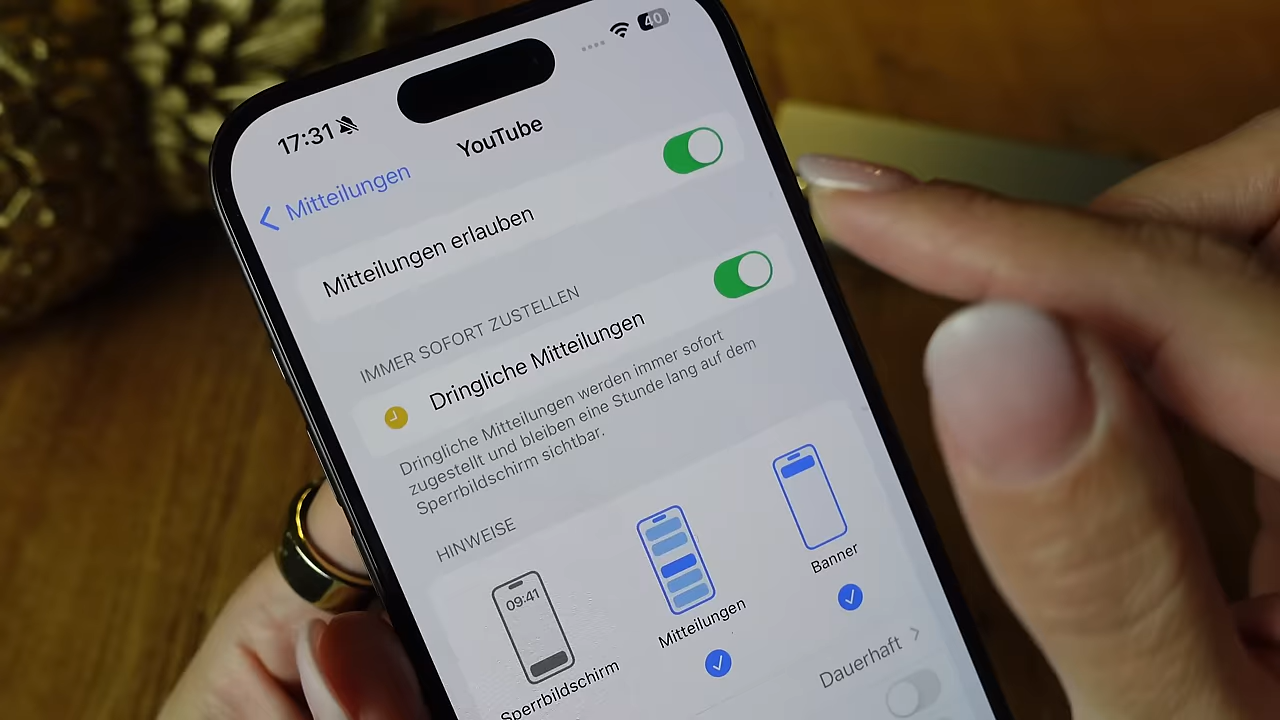 17:31
40
YouTube
Mitteilungen
Mitteilungen erlauben
IMMER SOFORT ZUSTELLEN
Dringliche Mitteilungen
Dringliche Mitteilungen werden immer sofort
zugestellt und bleiben eine Stunde lang auf dem
Sperrbildschirm sichtbar.
HINWEISE
09:41
Sperrbildschirm
Mitteilungen
Banner
Dauerhaft